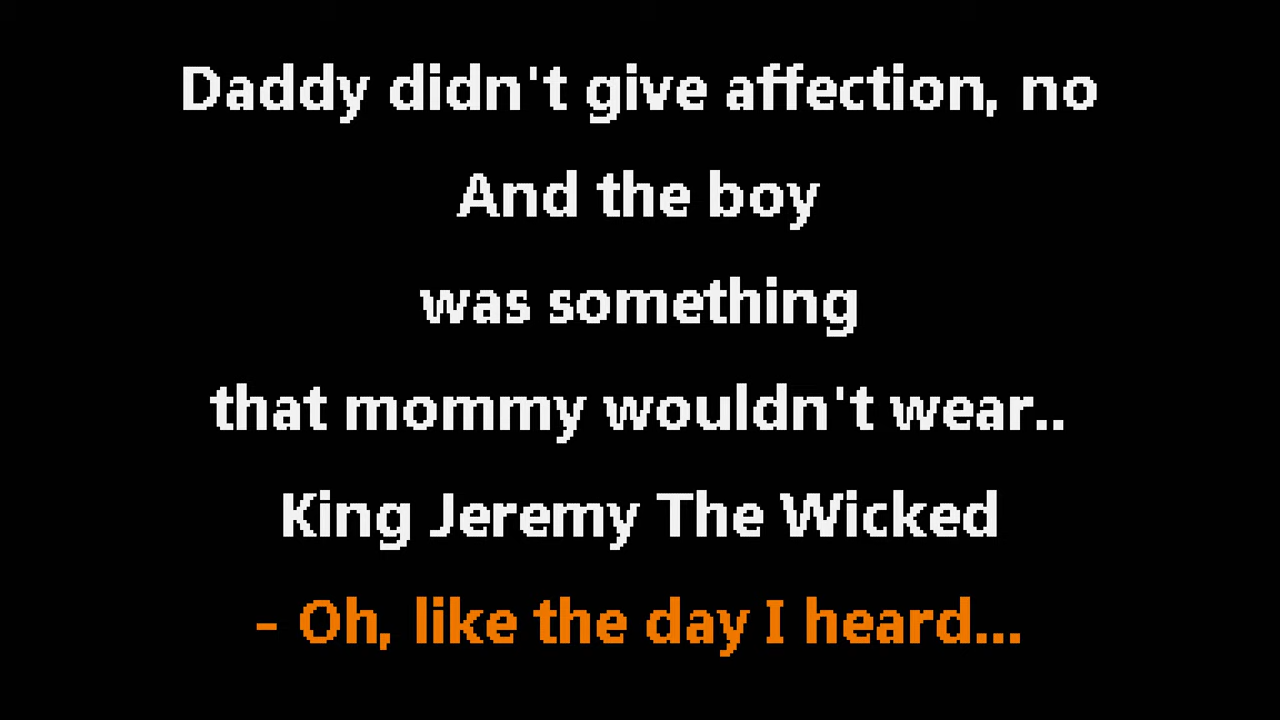 Daddy didn't give affection, no
And the boy
was something
that mommy wouldn't wear..
King Jeremy The Wicked
- Oh, like the day I heard...